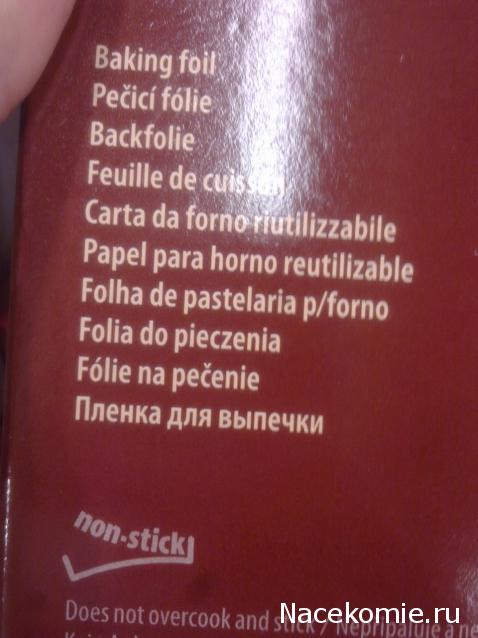 Baking foil
Pečicí fólie
Backfolie
Feuille de cuisson
Carta da forno riutilizzabile
Papel para horno reutilizable
Folha de pastelaria p/forno
Folia do pieczenia
Fólie na pečenie
Пленка для выпечки
non-stick
Does not overcook and stick /
Nacekomie.ru